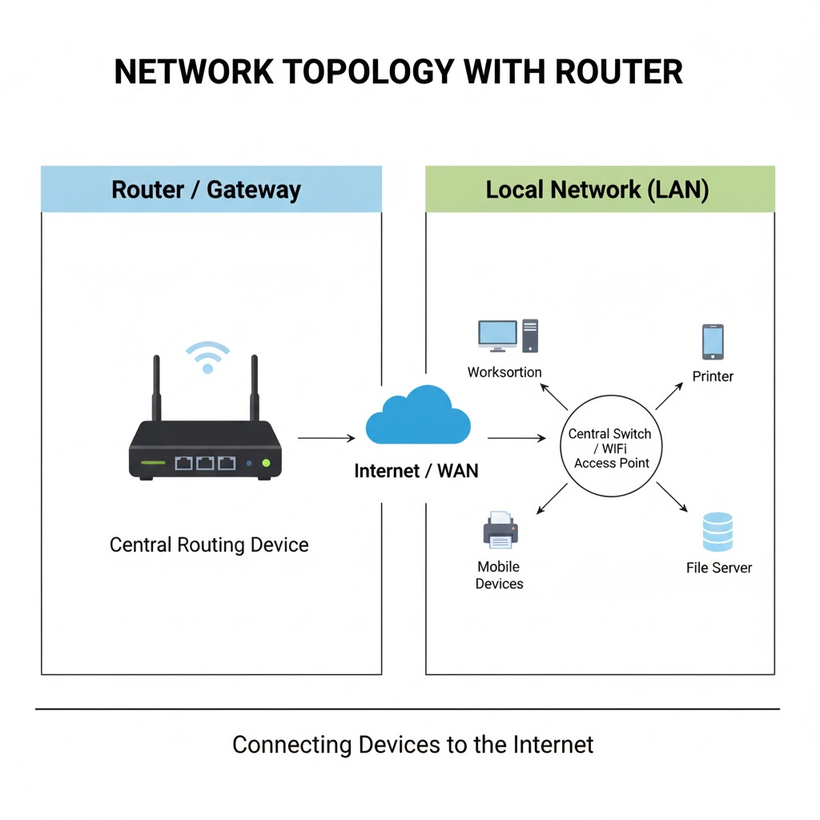 NETWORK TOPOLOGY WITH ROUTER
Router / Gateway
Central Routing Device
Internet / WAN
Local Network (LAN)
Worksortion
Printer
Central Switch
/ WIFi
Access Point
Mobile
Devices
File Server
Connecting Devices to the Internet